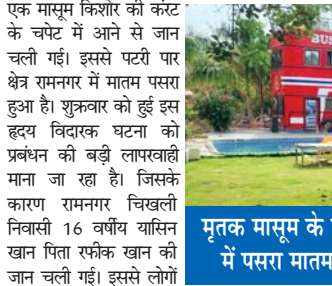 एक मासूम किशोर की करंट
के चपेट में आने से जान
चली गई। इससे पटरी पार
क्षेत्र रामनगर में मातम पसरा
हुआ है। शुक्रवार को हुई इस
हृदय विदारक घटना को
प्रबंधन की बड़ी लापरवाही
माना जा रहा है। जिसके
कारण रामनगर चिखली
निवासी 16 वर्षीय यासिन
खान पिता रफीक खान की
जान चली गई। इससे लोगों
BUS
मृतक मासूम के
में पसरा मातम